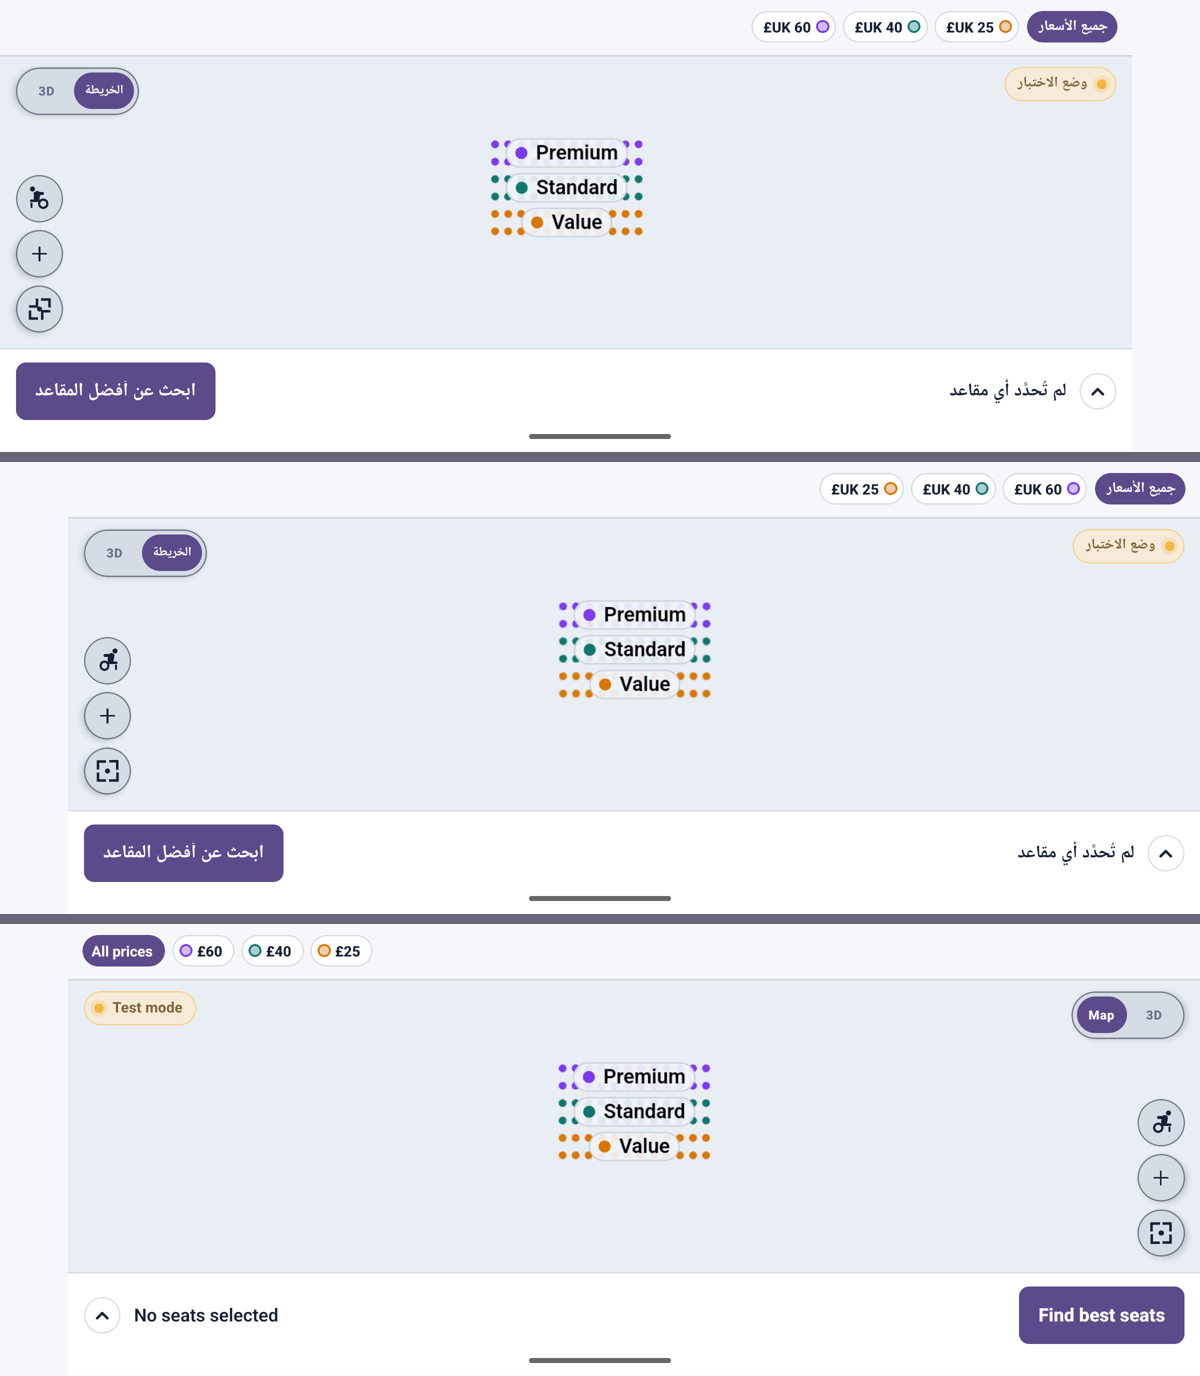 جميع الأسعار £UK 25 £UK 40 £UK 60
وضع الاختبار
الخريطة 3D
Premium
Standard
Value
لم تُحدَّد أي مقاعد
ابحث عن أفضل المقاعد
جميع الأسعار £UK 60 £UK 40 £UK 25
وضع الاختبار
الخريطة 3D
Premium
Standard
Value
لم تُحدَّد أي مقاعد
ابحث عن أفضل المقاعد
All prices £60 £40 £25
Test mode
Map 3D
Premium
Standard
Value
No seats selected
Find best seats